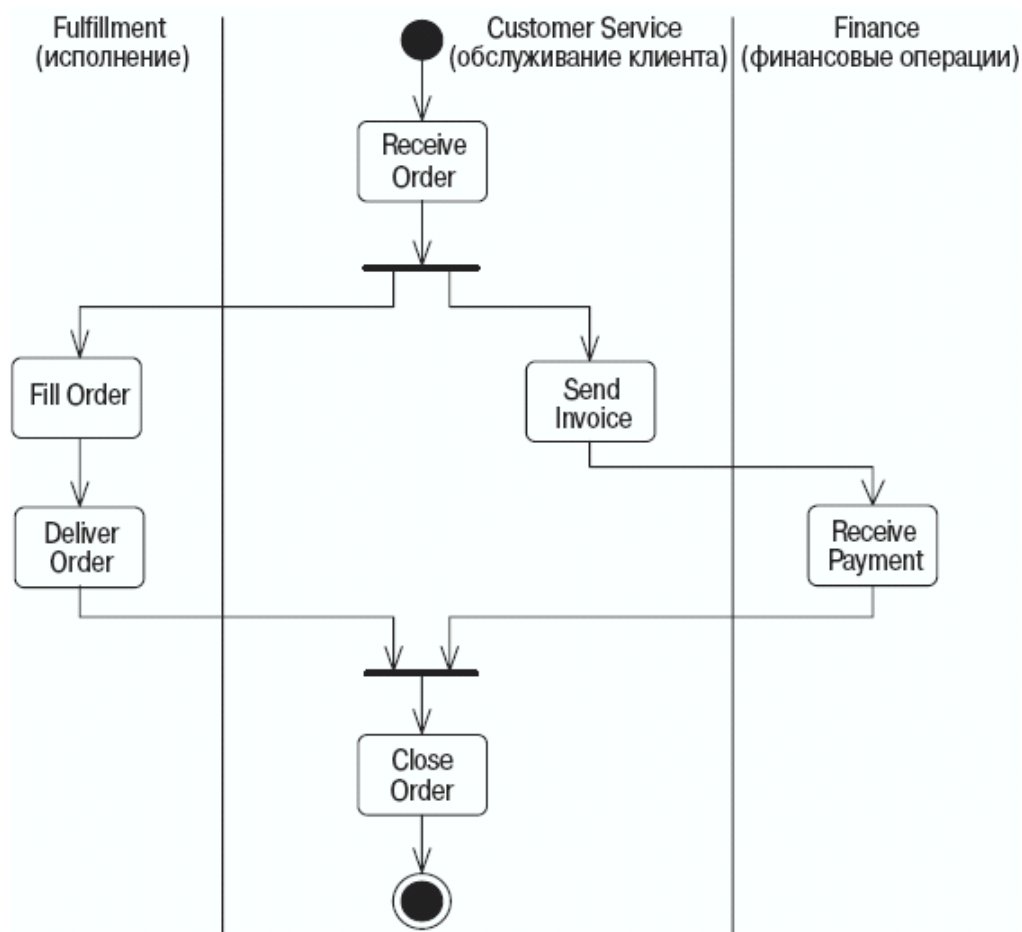 Fulfillment
(исполнение)
Customer Service
(обслуживание клиента)
Finance
(финансовые операции)
Receive
Order
Fill Order
Send
Invoice
Deliver
Order
Receive
Payment
Close
Order